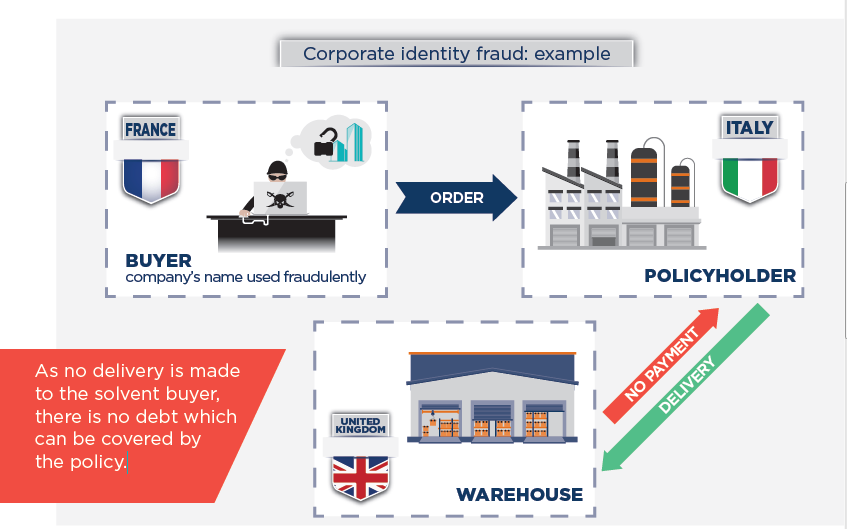 Corporate identity fraud: example
FRANCE
ITALY
ORDER
BUYER
company's name used fraudulently
POLICYHOLDER
NO PAYMENT
DELIVERY
As no delivery is made
to the solvent buyer,
there is no debt which
can be covered by
the policy.
UNITED
KINGDOM
WAREHOUSE